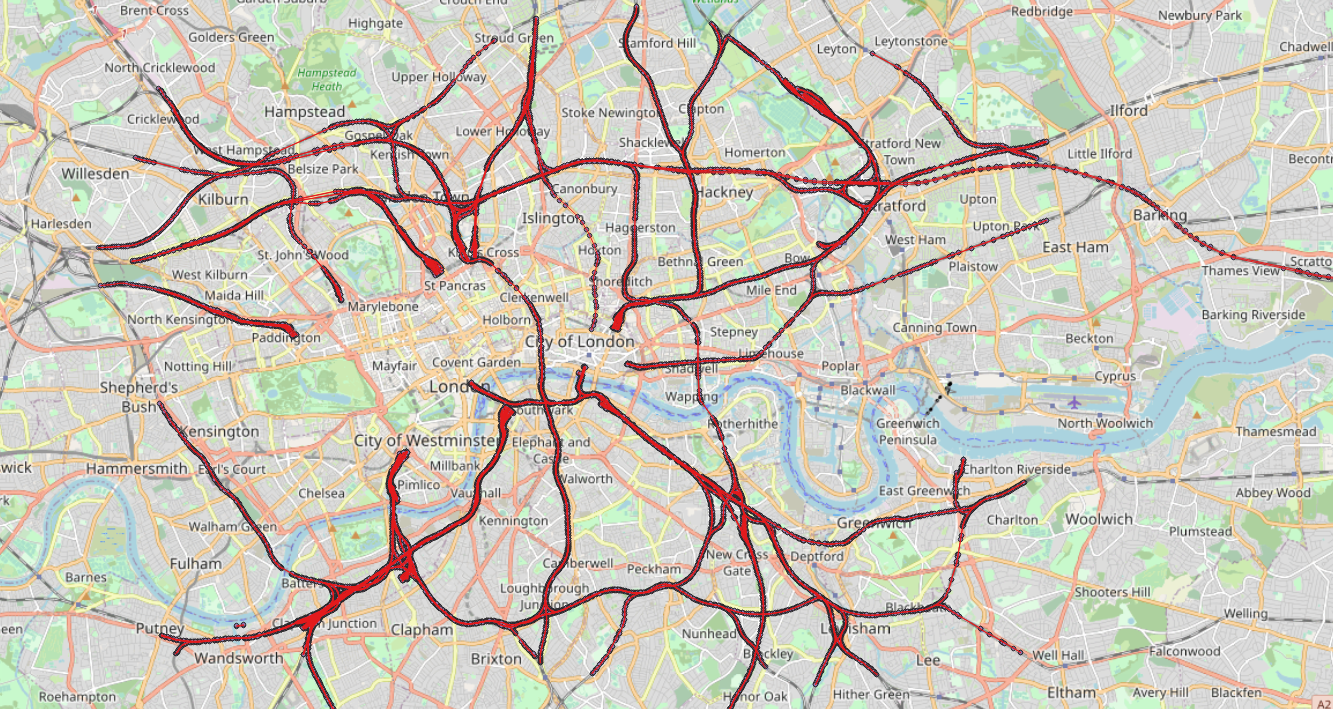 Brent Cross
Highgate
Redbridge
Newbury Park
Golders Green
Stroud Green
Stamford Hill
Leyton
Leytonstone
Chadwel
North Cricklewood
Hampstead
Heath
Upper Holloway
Hampstead
Cricklewood
Stoke Newington
Clapton
Ilford
Gospel Oak
Lower Holloway
West Hampstead
Kentish Town
Shacklewell
Homerton
Stratford New
Town
Little Ilford
Becontr
Willesden
Belsize Park
Kilburn
Canonbury
Hackney
Upton
Harlesden
Islington
Haggerston
Stratford
Upton Park
Barking
St. John's Wood
Kings Cross
Hoxton
Bethnal Green
Bow
West Ham
East Ham
West Kilburn
St Pancras
Shoreditch
Plaistow
Thames View
Scratto
Maida Hill
Marylebone
Clerkenwell
Mile End
North Kensington
Paddington
Holborn
City of London
Stepney
Canning Town
Barking Riverside
Beckton
Notting Hill
Mayfair
Covent Garden
Shadwell
Limehouse
Poplar
Cyprus
Shepherd's
Bush
London
Wapping
Blackwall
Kensington
Southwark
Rotherhithe
Greenwich
Peninsula
North Woolwich
Thamesmead
swick
Hammersmith
Earl's Court
City of Westminster
Elephant and
Castle
Millbank
Charlton Riverside
Chelsea
Pimlico
Vauxhall
Walworth
East Greenwich
Abbey Wood
Walham Green
Kennington
Greenwich
Charlton
Woolwich
Plumstead
Fulham
Camberwell
Peckham
New Cross
Gate
Deptford
Barnes
Loughborough
Junction
Shooters Hill
Welling
Putney
Clapham Junction
Clapham
Nunhead
Lewisham
Wandsworth
Brixton
Brockley
Lee
Well Hall
Falconwood
Roehampton
Honor Oak
Hither Green
Eltham
Avery Hill
Blackfen
A2